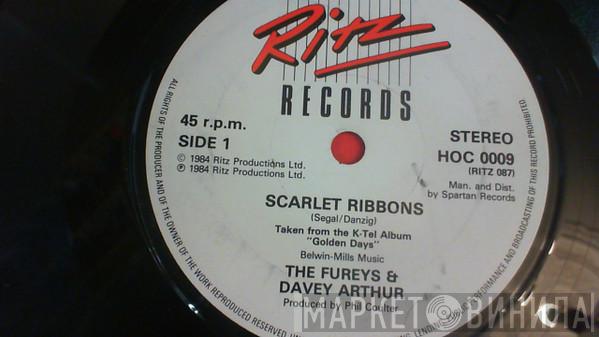 Ritz
RECORDS
45 r.p.m.
SIDE 1
© 1984 Ritz Productions Ltd.
℗ 1984 Ritz Productions Ltd.
STEREO
HOC 0009
(RITZ 087)
Man. and Dist.
by Spartan Records
SCARLET RIBBONS
(Segal/Danzig)
Taken from the K-Tel Album
"Golden Days"
Belwin-Mills Music
THE FUREYS &
DAVEY ARTHUR
Produced by Phil Coulter
ALL RIGHTS OF THE PRODUCER AND OF THE OWNER OF THE WORK REPRODUCED RESERVED. LENDING PERFORMANCE AND BROADCASTING OF THIS RECORD PROHIBITED.
МАРКЕТ ВИНИЛА